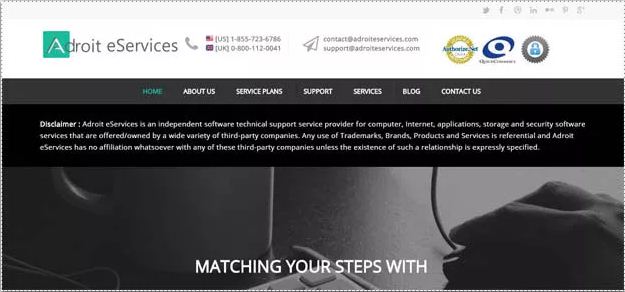 Adroit eServices
[US] 1-855-723-6786
[UK] 0-800-112-0041
contact@adroiteservices.com
support@adroiteservices.com
Authorize.Net
HOME ABOUT US SERVICE PLANS SUPPORT SERVICES BLOG CONTACT US
Disclaimer : Adroit eServices is an independent software technical support service provider for computer, Internet, applications, storage and security software
services that are offered/owned by a wide variety of third-party companies. Any use of Trademarks, Brands, Products and Services is referential and Adroit
eServices has no affiliation whatsoever with any of these third-party companies unless the existence of such a relationship is expressly specified.
MATCHING YOUR STEPS WITH